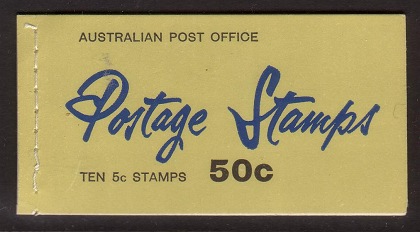 AUSTRALIAN POST OFFICE
Postage Stamps
TEN 5c STAMPS 50c